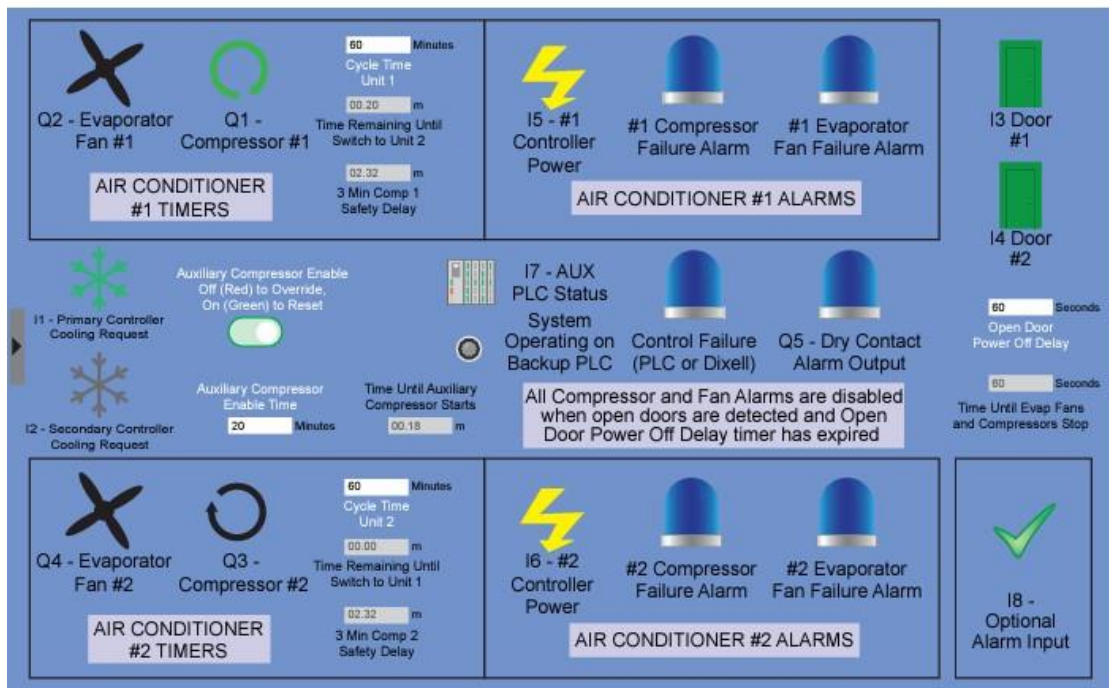 60 Minutes
Cycle Time
Unit 1
Q2 - Evaporator
Fan #1
Q1 -
Compressor #1
00.20 m
Time Remaining Until
Switch to Unit 2
02.32 m
3 Min Comp 1
Safety Delay
AIR CONDITIONER
#1 TIMERS
I5 - #1
Controller
Power
#1 Compressor
Failure Alarm
#1 Evaporator
Fan Failure Alarm
AIR CONDITIONER #1 ALARMS
I3 Door
#1
I4 Door
#2
I1 - Primary Controller
Cooling Request
Auxiliary Compressor Enable
Off (Red) to Override,
On (Green) to Reset
I7 - AUX
PLC Status
System
Operating on
Backup PLC
Control Failure
(PLC or Dixell)
Q5 - Dry Contact
Alarm Output
60 Seconds
Open Door
Power Off Delay
I2 - Secondary Controller
Cooling Request
Auxiliary Compressor
Enable Time
20 Minutes
Time Until Auxiliary
Compressor Starts
00.18 m
All Compressor and Fan Alarms are disabled
when open doors are detected and Open
Door Power Off Delay timer has expired
60 Seconds
Time Until Evap Fans
and Compressors Stop
60 Minutes
Cycle Time
Unit 2
Q4 - Evaporator
Fan #2
Q3 -
Compressor #2
00.00 m
Time Remaining Until
Switch to Unit 1
02.32 m
3 Min Comp 2
Safety Delay
AIR CONDITIONER
#2 TIMERS
I6 - #2
Controller
Power
#2 Compressor
Failure Alarm
#2 Evaporator
Fan Failure Alarm
AIR CONDITIONER #2 ALARMS
I8 -
Optional
Alarm Input